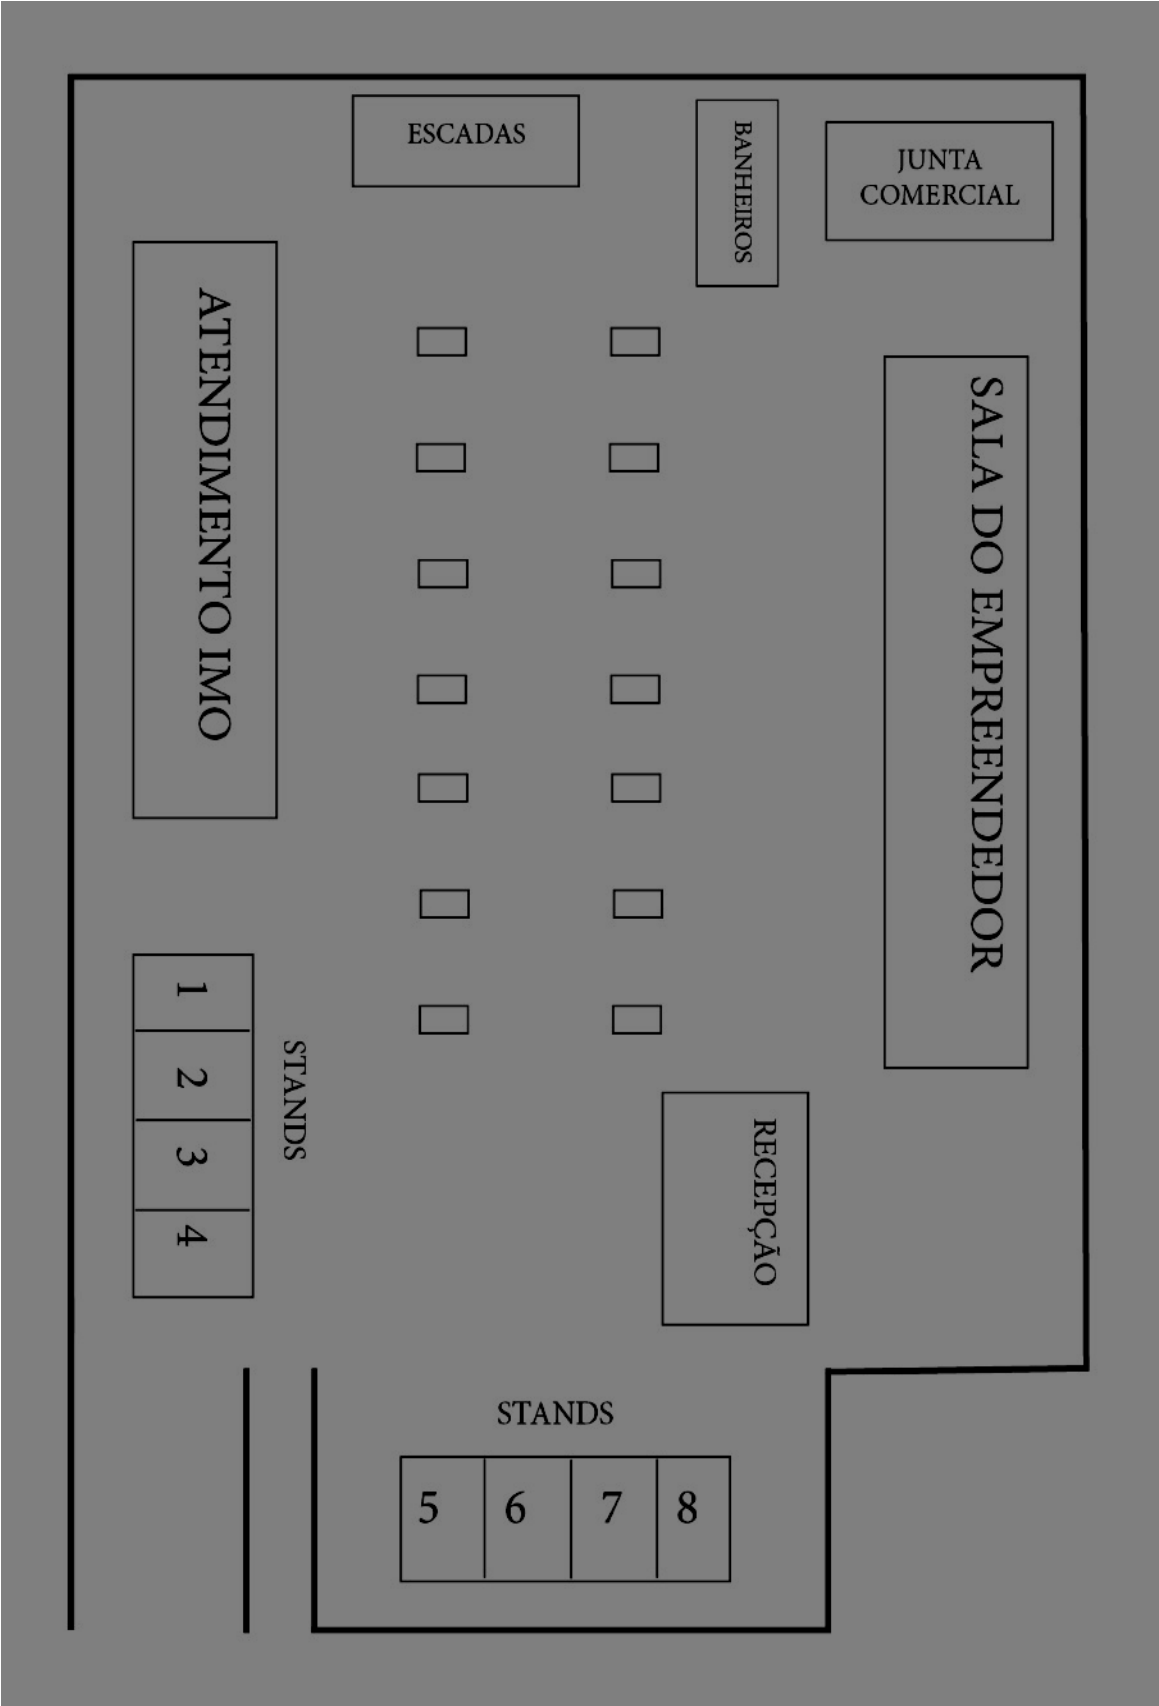 ESCADAS
BANHEIROS
JUNTA
COMERCIAL
ATENDIMENTO IMO
SALA DO EMPREENDEDOR
1
2
3
4
STANDS
RECEPÇÃO
STANDS
5 6 7 8